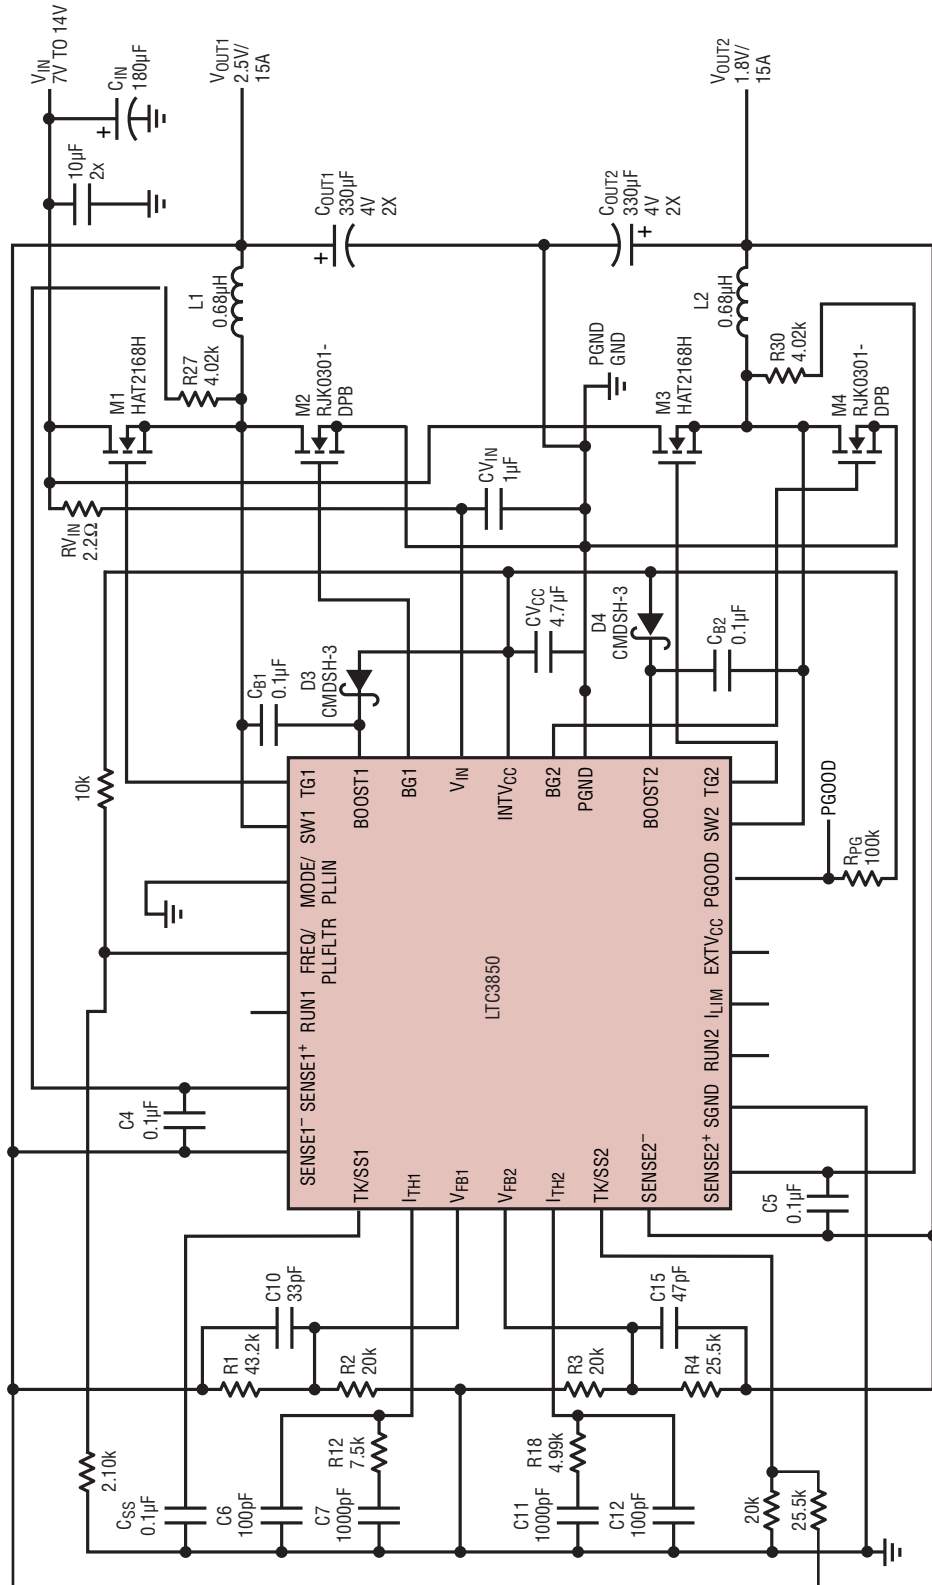 VIN
7V TO 14V
CIN
180µF
+
10µF
2x
VOUT1
2.5V/
15A
COUT1
330µF
4V
2X
+
COUT2
330µF
4V
2X
+
VOUT2
1.8V/
15A
L1
0.68µH
L2
0.68µH
R27
4.02k
R30
4.02k
M1
HAT2168H
M2
RJK0301-
DPB
PGND
GND
M3
HAT2168H
M4
RJK0301-
DPB
RVIN
2.2Ω
CVIN
1µF
10k
CB1
0.1µF
D3
CMDSH-3
CVCC
4.7µF
D4
CMDSH-3
CB2
0.1µF
TG1
SW1
MODE/
PLLIN
FREQ/
PLLFLTR
RUN1
SENSE1+
SENSE1–
BOOST1
BG1
VIN
INTVCC
BG2
PGND
BOOST2
LTC3850
TG2
SW2
PGOOD
EXTVCC
ILIM
RUN2
SGND
SENSE2+
TK/SS1
ITH1
VFB1
VFB2
ITH2
TK/SS2
SENSE2–
PGOOD
RPG
100k
C4
0.1µF
C5
0.1µF
C10
33pF
C15
47pF
R1
43.2k
R2
20k
R3
20k
R4
25.5k
2.10k
CSS
0.1µF
C6
100pF
R12
7.5k
C7
1000pF
R18
4.99k
C11
1000pF
C12
100pF
20k
25.5k